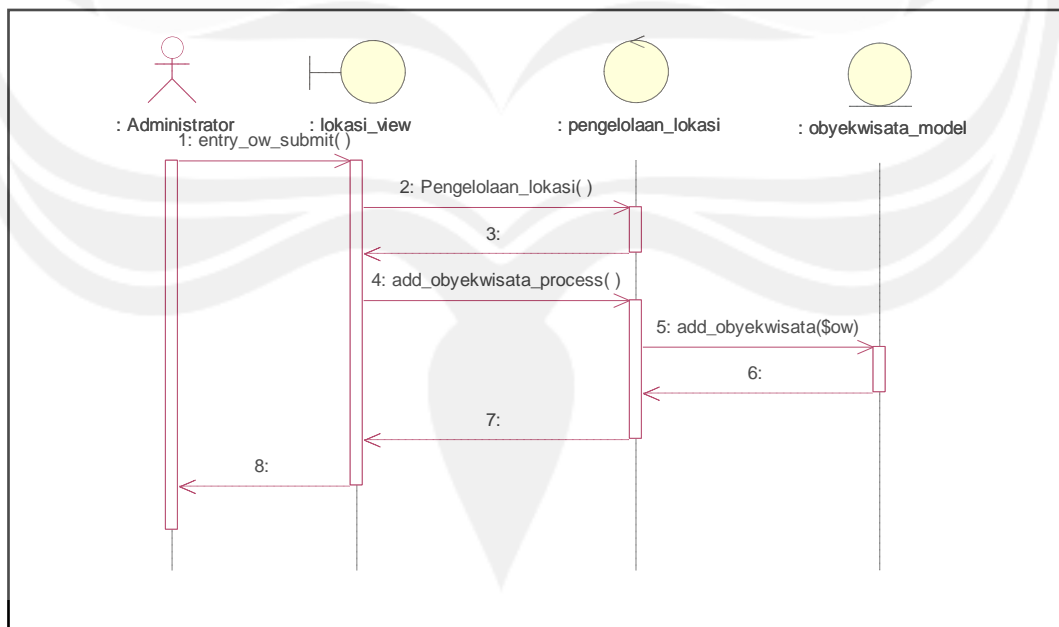 : Administrator
: lokasi_view
: pengelolaan_lokasi
: obyekwisata_model
1: entry_ow_submit( )
2: Pengelolaan_lokasi( )
3:
4: add_obyekwisata_process( )
5: add_obyekwisata($ow)
6:
7:
8: